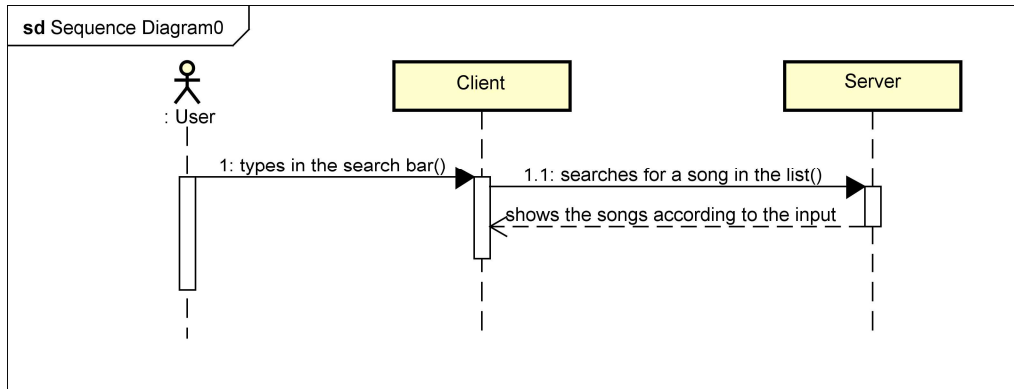 sd Sequence Diagram0
: User
Client
Server
1: types in the search bar()
1.1: searches for a song in the list()
shows the songs according to the input